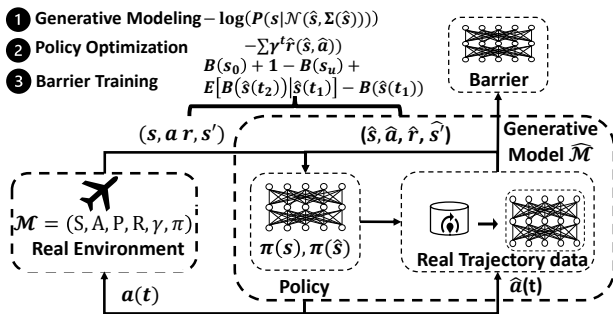 1 Generative Modeling − log(P(s|𝒩(ŝ, Σ(ŝ))))
2 Policy Optimization −∑γᵗr̂(ŝ, â))
3 Barrier Training B(s₀) + 1 − B(sᵤ) +
E[B(ŝ(t₂))|ŝ(t₁)] − B(ŝ(t₁))
Barrier
(s, a r, s′)
(ŝ, â, r̂, ŝ′)
Generative
Model ℳ̂
ℳ = (S, A, P, R, γ, π)
Real Environment
π(s), π(ŝ)
Policy
Real Trajectory data
a(t)
â(t)